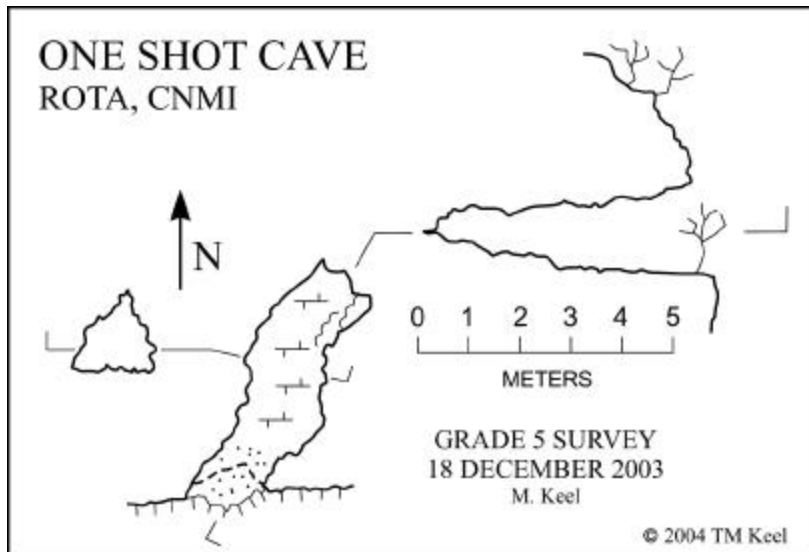 ONE SHOT CAVE
ROTA, CNMI
N
0 1 2 3 4 5
METERS
GRADE 5 SURVEY
18 DECEMBER 2003
M. Keel
© 2004 TM Keel